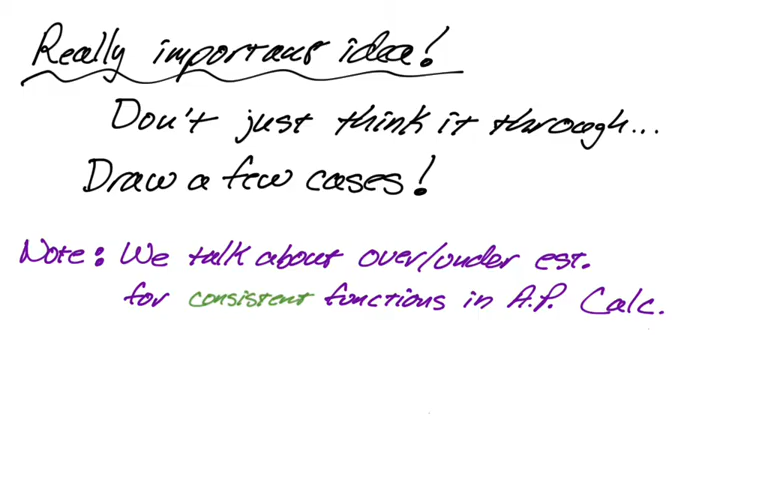 Really important idea!
Don't just think it through...
Draw a few cases!
Note: We talk about over/under est.
for consistent functions in A.P. Calc.